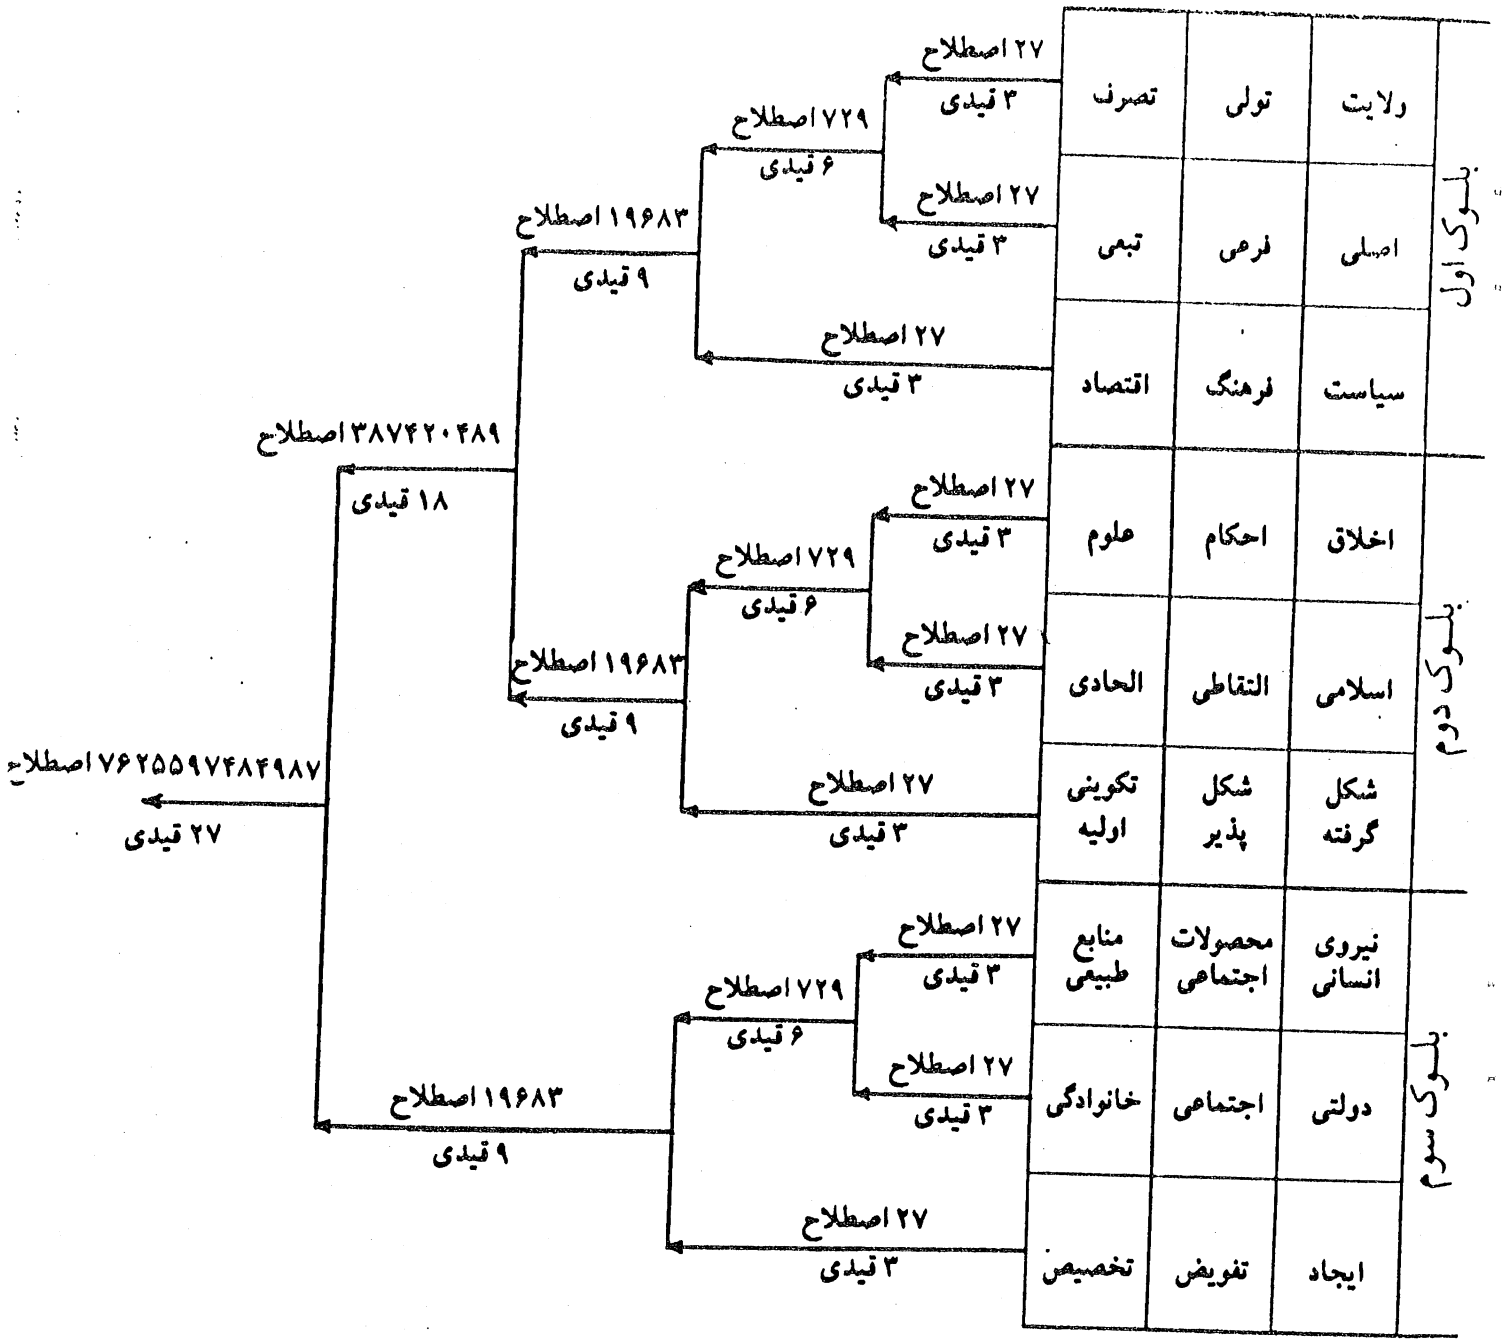 بلوک اول
ولایت تولی تصرف
۲۷ اصطلاح
۳ قیدی
۷۲۹ اصطلاح
۶ قیدی
اصلی فرعی تبعی
۲۷ اصطلاح
۳ قیدی
۱۹۶۸۳ اصطلاح
۹ قیدی
سیاست فرهنگ اقتصاد
۲۷ اصطلاح
۳ قیدی
۳۸۷۴۲۰۴۸۹ اصطلاح
۱۸ قیدی
بلوک دوم
اخلاق احکام علوم
۲۷ اصطلاح
۳ قیدی
۷۲۹ اصطلاح
۶ قیدی
اسلامی التقاطی الحادی
۲۷ اصطلاح
۳ قیدی
۱۹۶۸۳ اصطلاح
۹ قیدی
شکل شکل تکوینی
گرفته پذیر اولیه
۲۷ اصطلاح
۳ قیدی
۷۶۲۵۵۹۷۴۸۴۹۸۷ اصطلاح
۲۷ قیدی
بلوک سوم
نیروی محصولات منابع
انسانی اجتماعی طبیعی
۲۷ اصطلاح
۳ قیدی
۷۲۹ اصطلاح
۶ قیدی
دولتی اجتماعی خانوادگی
۲۷ اصطلاح
۳ قیدی
۱۹۶۸۳ اصطلاح
۹ قیدی
ایجاد تفویض تخصیص
۲۷ اصطلاح
۳ قیدی